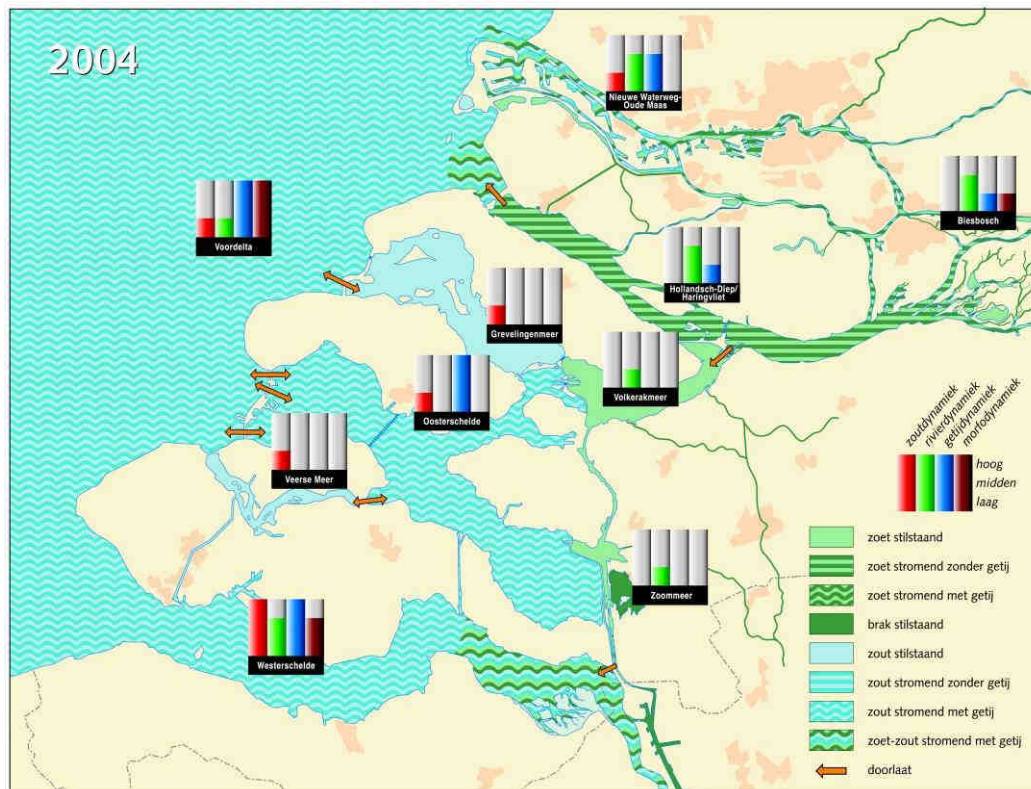 2004
Nieuwe Waterweg-
Oude Maas
Biesbosch
Voordelta
Hollandsch-Diep/
Haringvliet
Grevelingenmeer
Volkerakmeer
Oosterschelde
Veerse Meer
Zoommeer
Westerschelde
zoutdynamiek
rivierdynamiek
getijdynamiek
morfodynamiek
hoog
midden
laag
zoet stilstaand
zoet stromend zonder getij
zoet stromend met getij
brak stilstaand
zout stilstaand
zout stromend zonder getij
zout stromend met getij
zoet-zout stromend met getij
doorlaat